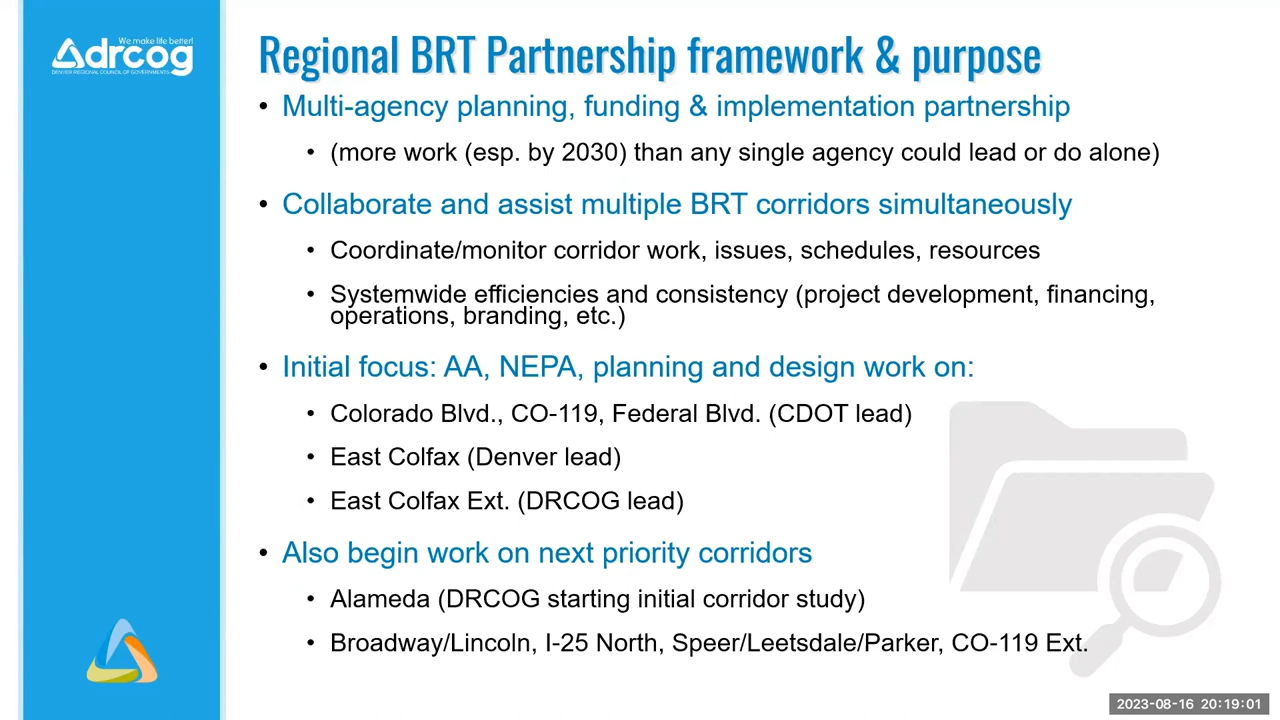 We make life better!
drcog
DENVER REGIONAL COUNCIL OF GOVERNMENTS
Regional BRT Partnership framework & purpose
• Multi-agency planning, funding & implementation partnership
• (more work (esp. by 2030) than any single agency could lead or do alone)
• Collaborate and assist multiple BRT corridors simultaneously
• Coordinate/monitor corridor work, issues, schedules, resources
• Systemwide efficiencies and consistency (project development, financing,
operations, branding, etc.)
• Initial focus: AA, NEPA, planning and design work on:
• Colorado Blvd., CO-119, Federal Blvd. (CDOT lead)
• East Colfax (Denver lead)
• East Colfax Ext. (DRCOG lead)
• Also begin work on next priority corridors
• Alameda (DRCOG starting initial corridor study)
• Broadway/Lincoln, I-25 North, Speer/Leetsdale/Parker, CO-119 Ext.
2023-08-16 20:19:01